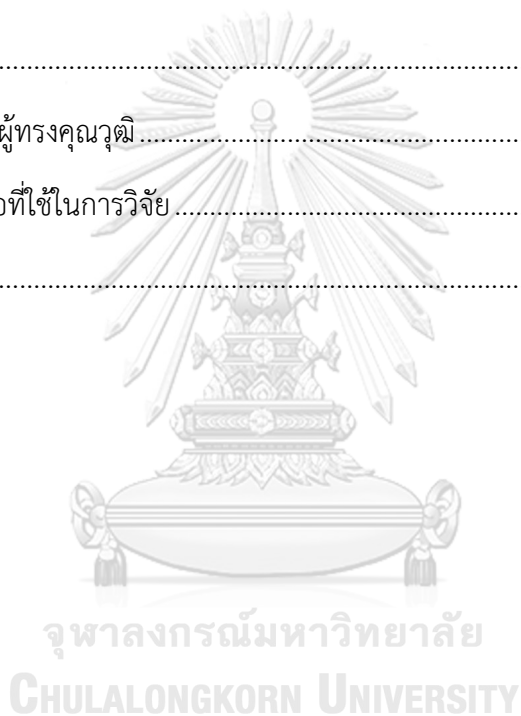 ........................................................................
ผู้ทรงคุณวุฒิ........................................................
ที่ใช้ในการวิจัย..................................................
........................................................................
จุฬาลงกรณ์มหาวิทยาลัย
CHULALONGKORN UNIVERSITY